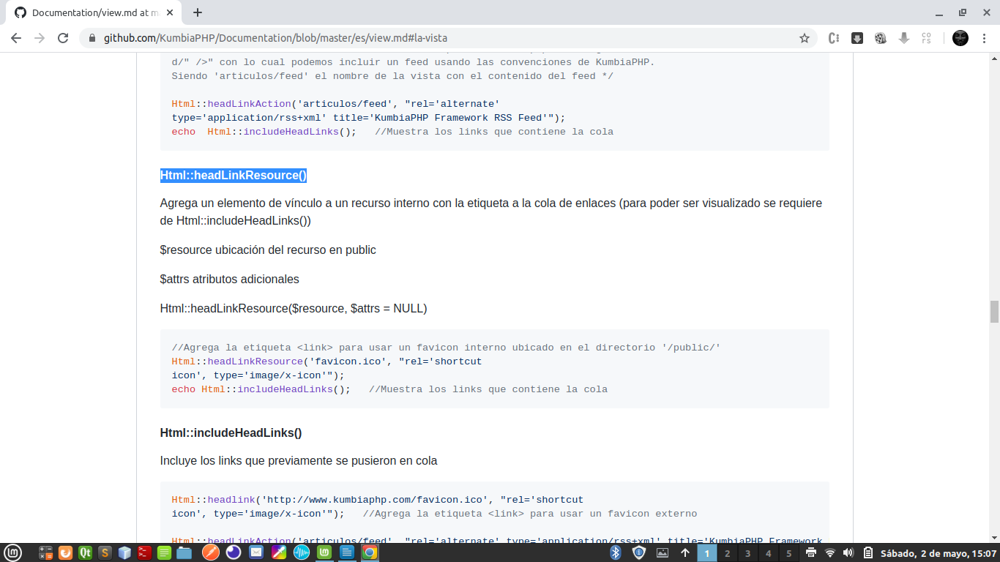 Documentation/view.md at m
github.com/KumbiaPHP/Documentation/blob/master/es/view.md#la-vista
co
rs
d/" />" con lo cual podemos incluir un feed usando las convenciones de KumbiaPHP.
Siendo 'articulos/feed' el nombre de la vista con el contenido del feed */
Html::headLinkAction('articulos/feed', "rel='alternate'
type='application/rss+xml' title='KumbiaPHP Framework RSS Feed'");
echo  Html::includeHeadLinks();   //Muestra los links que contiene la cola
Html::headLinkResource()
Agrega un elemento de vínculo a un recurso interno con la etiqueta a la cola de enlaces (para poder ser visualizado se requiere
de Html::includeHeadLinks())
$resource ubicación del recurso en public
$attrs atributos adicionales
Html::headLinkResource($resource, $attrs = NULL)
//Agrega la etiqueta <link> para usar un favicon interno ubicado en el directorio '/public/'
Html::headLinkResource('favicon.ico', "rel='shortcut
icon', type='image/x-icon'");
echo Html::includeHeadLinks();   //Muestra los links que contiene la cola
Html::includeHeadLinks()
Incluye los links que previamente se pusieron en cola
Html::headlink('http://www.kumbiaphp.com/favicon.ico', "rel='shortcut
icon', type='image/x-icon'");   //Agrega la etiqueta <link> para usar un favicon externo
Html::headLinkAction('articulos/feed', "rel='alternate' type='application/rss+xml' title='KumbiaPHP Framework
Qt
S
1 2 3 4 5
Sábado, 2 de mayo, 15:07